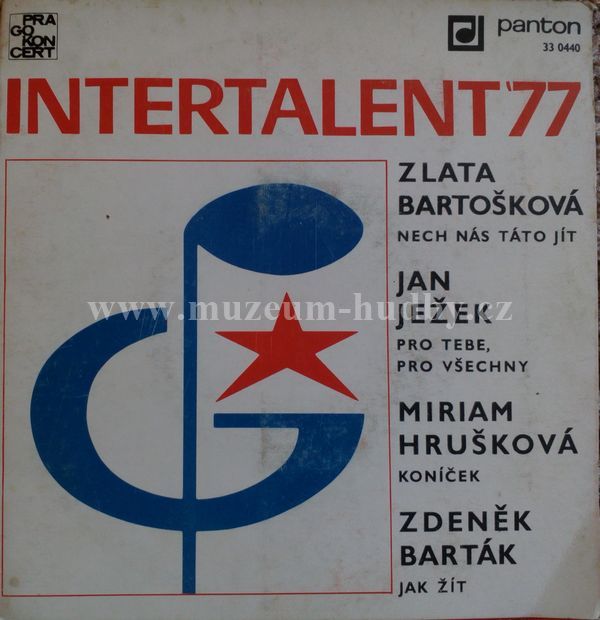 PRA
GO
KON
CERT
panton
33 0440
INTERTALENT '77
ZLATA
BARTOŠKOVÁ
NECH NÁS TÁTO JÍT
JAN
JEŽEK
PRO TEBE,
PRO VŠECHNY
MIRIAM
HRUŠKOVÁ
KONÍČEK
ZDENĚK
BARTÁK
JAK ŽÍT
www.muzeum-hudby.cz